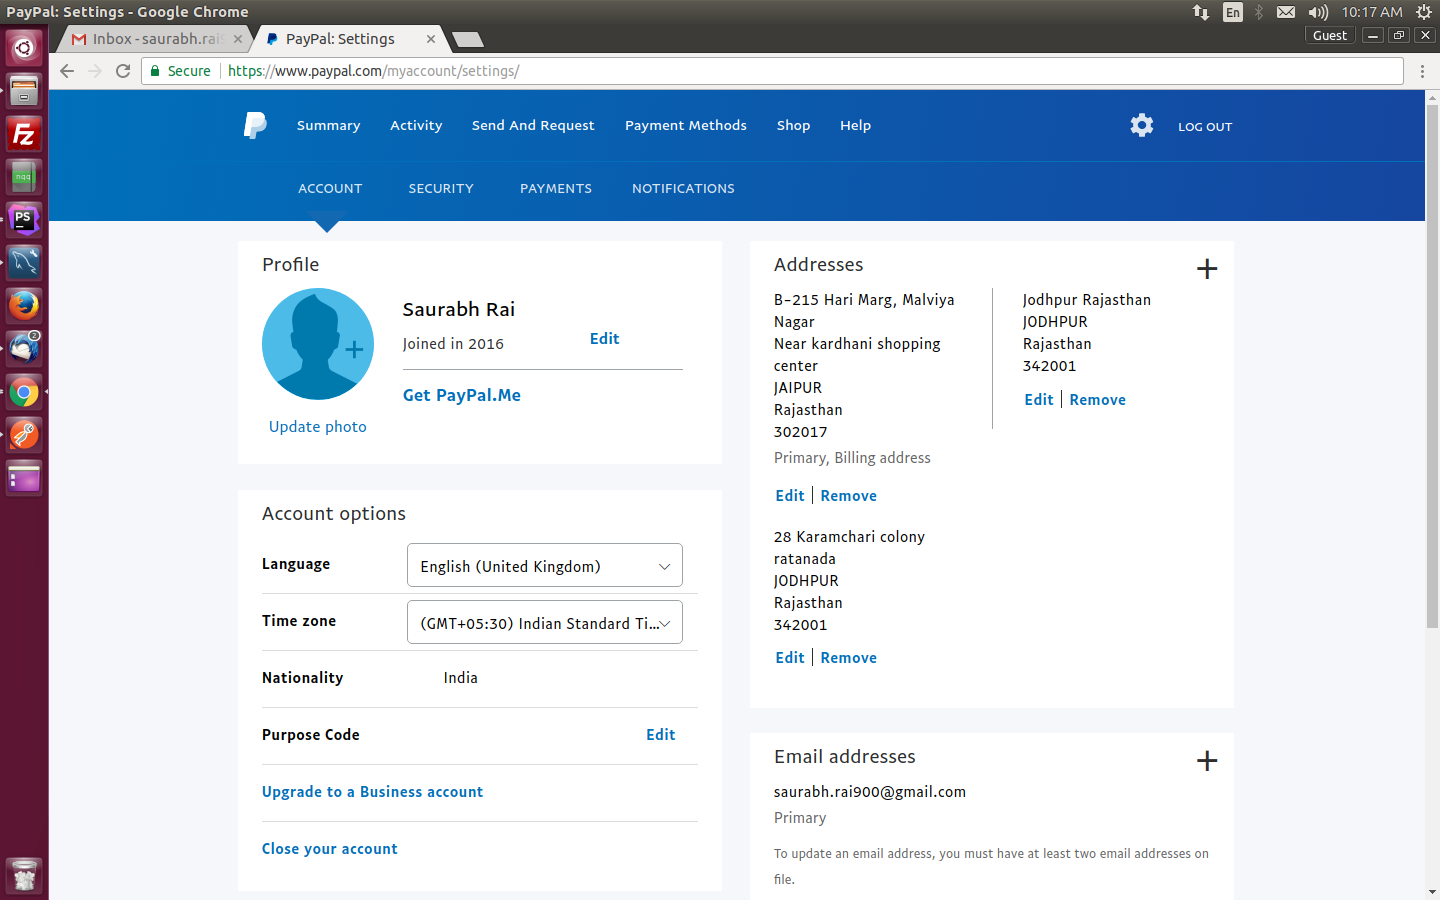 PayPal: Settings - Google Chrome
En
10:17 AM
Inbox - saurabh.rai
PayPal: Settings
Guest
Secure
https://www.paypal.com/myaccount/settings/
Summary
Activity
Send And Request
Payment Methods
Shop
Help
LOG OUT
ACCOUNT
SECURITY
PAYMENTS
NOTIFICATIONS
Profile
Saurabh Rai
Joined in 2016
Edit
Get PayPal.Me
Update photo
Account options
Language
English (United Kingdom)
Time zone
(GMT+05:30) Indian Standard Ti...
Nationality
India
Purpose Code
Edit
Upgrade to a Business account
Close your account
Addresses
B-215 Hari Marg, Malviya
Nagar
Near kardhani shopping
center
JAIPUR
Rajasthan
302017
Primary, Billing address
Edit | Remove
Jodhpur Rajasthan
JODHPUR
Rajasthan
342001
Edit | Remove
28 Karamchari colony
ratanada
JODHPUR
Rajasthan
342001
Edit | Remove
Email addresses
saurabh.rai900@gmail.com
Primary
To update an email address, you must have at least two email addresses on
file.
FZ
nqq
PS
2